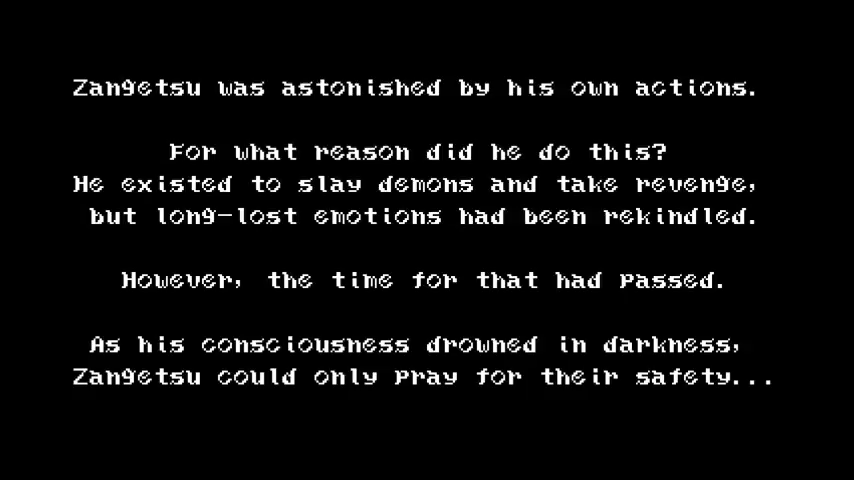 Zangetsu was astonished by his own actions.
For what reason did he do this?
He existed to slay demons and take revenge,
but long-lost emotions had been rekindled.
However, the time for that had passed.
As his consciousness drowned in darkness,
Zangetsu could only pray for their safety...